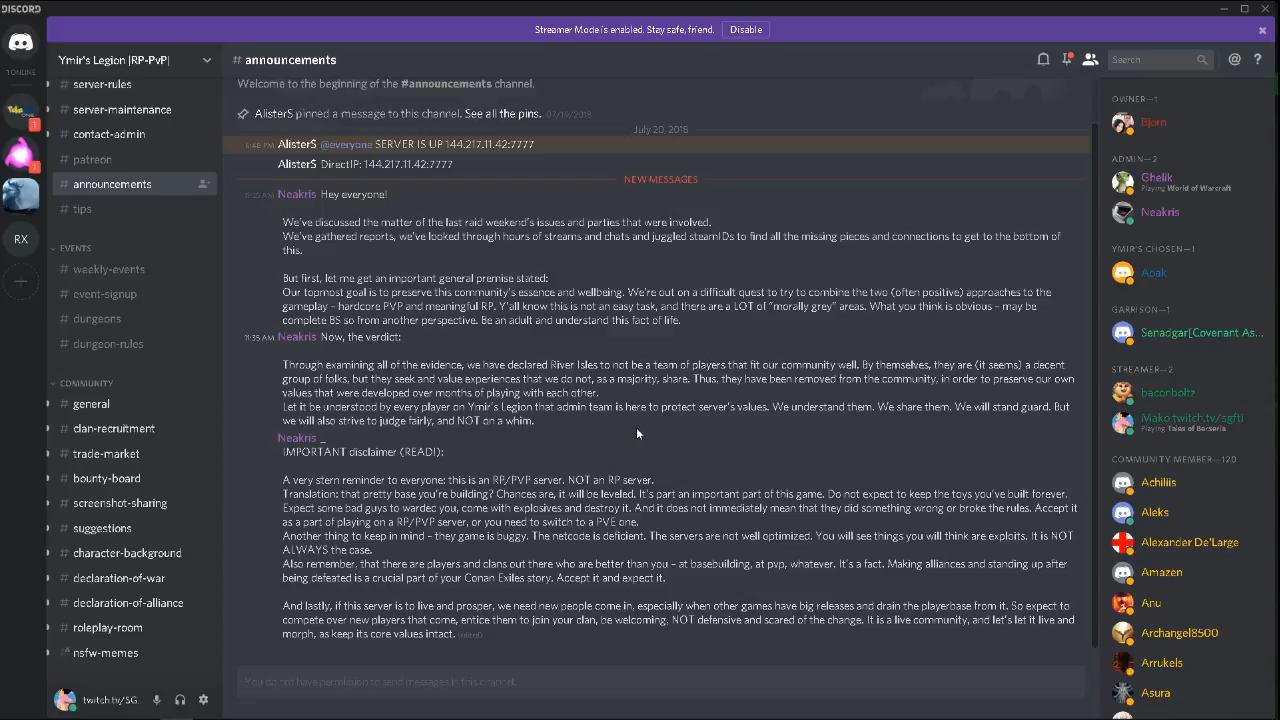 DISCORD
Streamer Mode is enabled. Stay safe, friend.
Disable
1 ONLINE
1
1
RX
Ymir's Legion |RP-PvP|
# server-rules
# server-maintenance
# contact-admin
# patreon
# announcements
# tips
EVENTS
# weekly-events
# event-signup
# dungeons
# dungeon-rules
COMMUNITY
# general
# clan-recruitment
# trade-market
# bounty-board
# screenshot-sharing
# suggestions
# character-background
# declaration-of-war
# declaration-of-alliance
# roleplay-room
# nsfw-memes
twitch.tv/SG...
# announcements
Search
Welcome to the beginning of the #announcements channel.
AlisterS pinned a message to this channel. See all the pins. 07/19/2018
July 20, 2018
AlisterS @everyone SERVER IS UP 144.217.11.42:7777
AlisterS DirectIP: 144.217.11.42:7777
NEW MESSAGES
Neakris Hey everyone!
We've discussed the matter of the last raid weekend's issues and parties that were involved.
We've gathered reports, we've looked through hours of streams and chats and juggled steamIDs to find all the missing pieces and connections to get to the bottom of
this.
But first, let me get an important general premise stated:
Our topmost goal is to preserve this community's essence and wellbeing. We're out on a difficult quest to try to combine the two (often positive) approaches to the
gameplay – hardcore PVP and meaningful RP. Y'all know this is not an easy task, and there are a LOT of "morally grey" areas. What you think is obvious – may be
complete BS so from another perspective. Be an adult and understand this fact of life.
11:35 AM Neakris Now, the verdict:
Through examining all of the evidence, we have declared River Isles to not be a team of players that fit our community well. By themselves, they are (it seems) a decent
group of folks, but they seek and value experiences that we do not, as a majority, share. Thus, they have been removed from the community, in order to preserve our own
values that were developed over months of playing with each other.
Let it be understood by every player on Ymir's Legion that admin team is here to protect server's values. We understand them. We share them. We will stand guard. But
we will also strive to judge fairly, and NOT on a whim.
Neakris _
IMPORTANT disclaimer (READ!):
A very stern reminder to everyone: this is an RP/PVP server. NOT an RP server.
Translation: that pretty base you're building? Chances are, it will be leveled. It's part an important part of this game. Do not expect to keep the toys you've built forever.
Expect some bad guys to wardec you, come with explosives and destroy it. And it does not immediately mean that they did something wrong or broke the rules. Accept it
as a part of playing on a RP/PVP server, or you need to switch to a PVE one.
Another thing to keep in mind – they game is buggy. The netcode is deficient. The servers are not well optimized. You will see things you will think are exploits. It is NOT
ALWAYS the case.
Also remember, that there are players and clans out there who are better than you – at basebuilding, at pvp, whatever. It's a fact. Making alliances and standing up after
being defeated is a crucial part of your Conan Exiles story. Accept it and expect it.
And lastly, if this server is to live and prosper, we need new people come in, especially when other games have big releases and drain the playerbase from it. So expect to
compete over new players that come, entice them to join your clan, be welcoming, NOT defensive and scared of the change. It is a live community, and let's let it live and
morph, as keep its core values intact. (edited)
You do not have permission to send messages in this channel.
OWNER—1
Bjorn
ADMIN—2
Ghelik
Playing World of Warcraft
Neakris
YMIR'S CHOSEN—1
Apak
GARRISON—1
Senadgar[Covenant As...
STREAMER—2
baconboltz
Mako twitch.tv/sgfti
Playing Tales of Berseria
COMMUNITY MEMBER—120
Achiliis
Aleks
Alexander De'Large
Amazen
Anu
Archangel8500
Arrukels
Asura